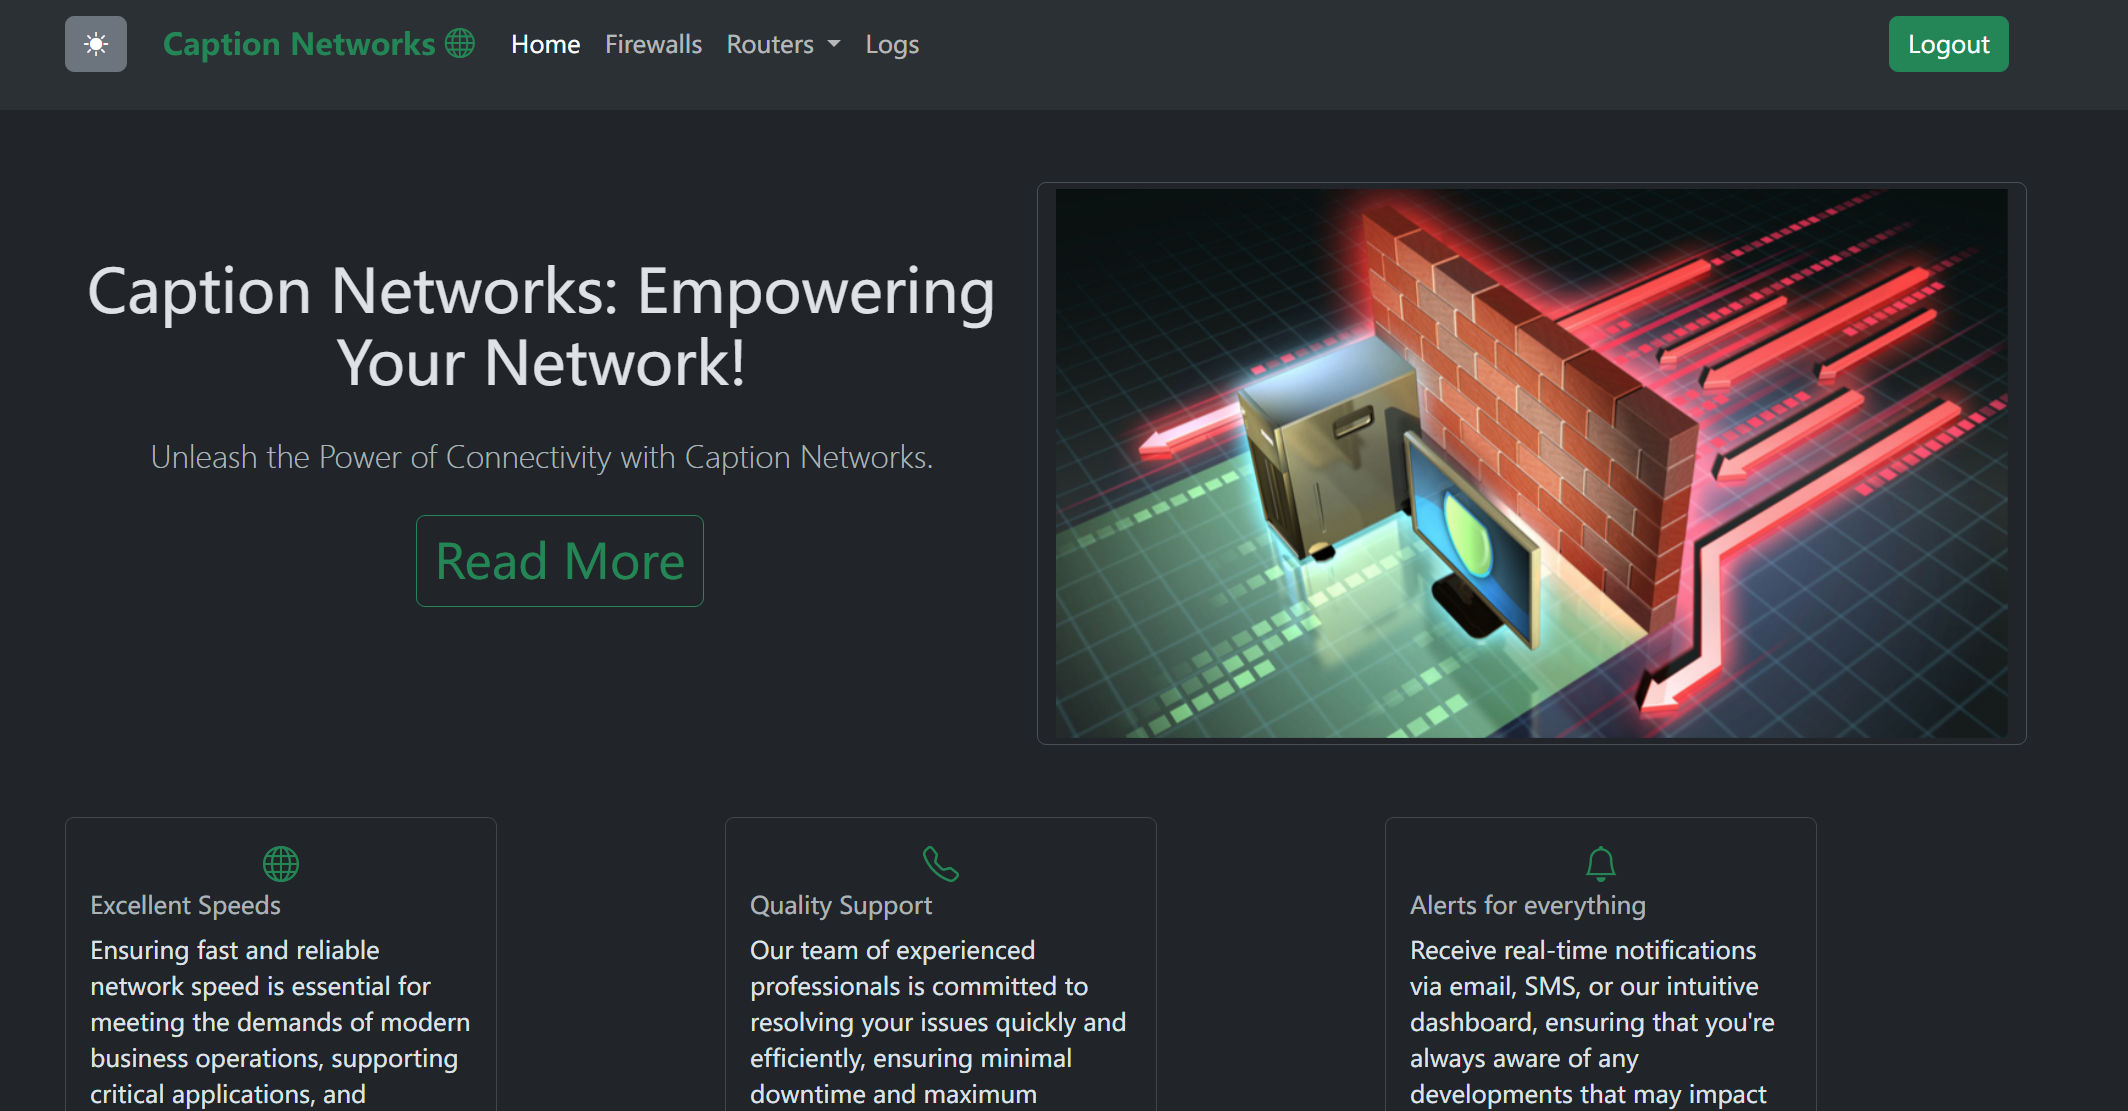 Caption Networks Home Firewalls Routers Logs Logout
Caption Networks: Empowering
Your Network!
Unleash the Power of Connectivity with Caption Networks.
Read More
Excellent Speeds
Ensuring fast and reliable
network speed is essential for
meeting the demands of modern
business operations, supporting
critical applications, and
Quality Support
Our team of experienced
professionals is committed to
resolving your issues quickly and
efficiently, ensuring minimal
downtime and maximum
Alerts for everything
Receive real-time notifications
via email, SMS, or our intuitive
dashboard, ensuring that you're
always aware of any
developments that may impact